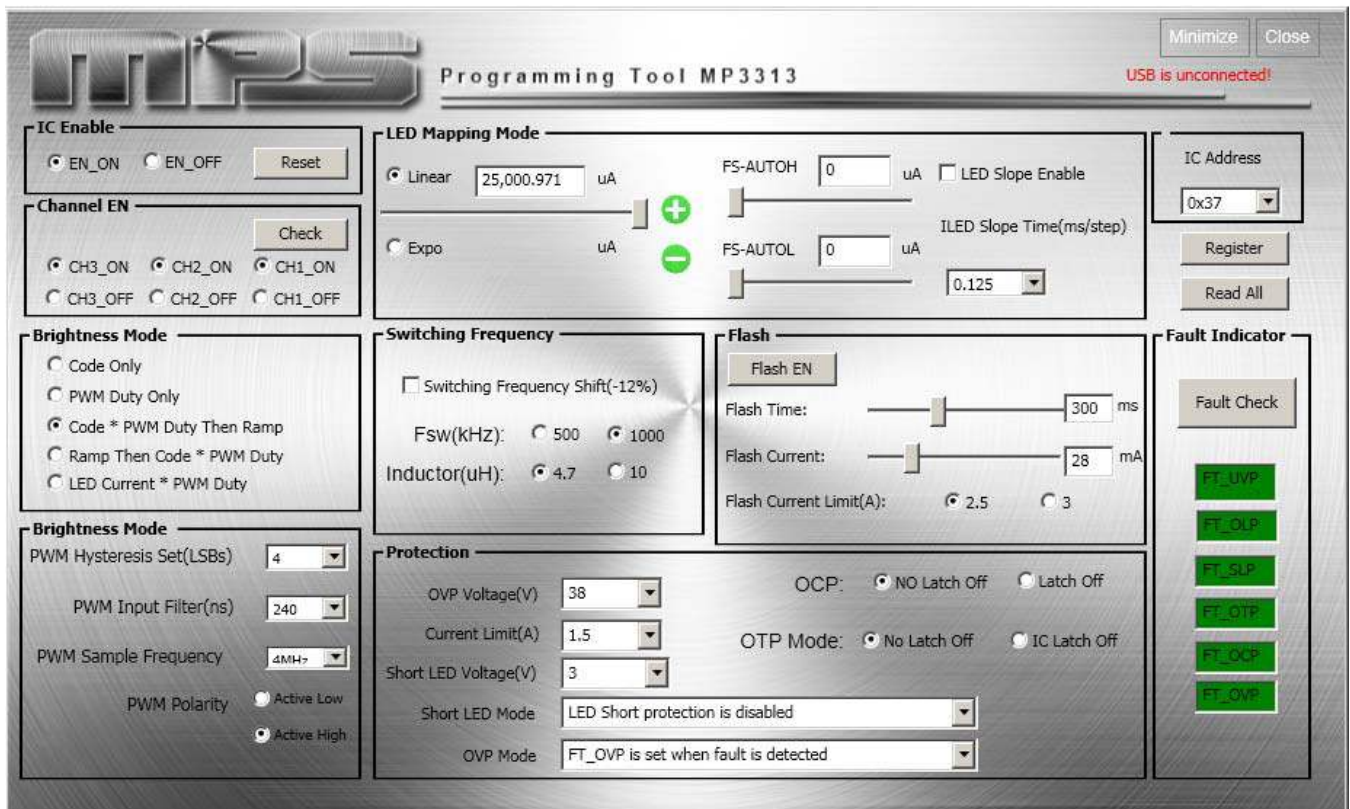 MPS
Minimize Close
Programming Tool MP3313
USB is unconnected!
IC Enable
EN_ON EN_OFF Reset
Channel EN
Check
CH3_ON CH2_ON CH1_ON
CH3_OFF CH2_OFF CH1_OFF
LED Mapping Mode
Linear 25,000.971 uA
Expo uA
FS-AUTOH 0 uA LED Slope Enable
FS-AUTOL 0 uA
ILED Slope Time(ms/step)
0.125
IC Address
0x37
Register
Read All
Brightness Mode
Code Only
PWM Duty Only
Code * PWM Duty Then Ramp
Ramp Then Code * PWM Duty
LED Current * PWM Duty
Switching Frequency
Switching Frequency Shift(-12%)
Fsw(kHz): 500 1000
Inductor(uH): 4.7 10
Flash
Flash EN
Flash Time: 300 ms
Flash Current: 28 mA
Flash Current Limit(A): 2.5 3
Fault Indicator
Fault Check
FT_UVP
FT_OLP
FT_SLP
FT_OTP
FT_OCP
FT_OVP
Brightness Mode
PWM Hysteresis Set(LSBs) 4
PWM Input Filter(ns) 240
PWM Sample Frequency 4MHz
PWM Polarity Active Low
Active High
Protection
OVP Voltage(V) 38
Current Limit(A) 1.5
Short LED Voltage(V) 3
Short LED Mode LED Short protection is disabled
OVP Mode FT_OVP is set when fault is detected
OCP: NO Latch Off Latch Off
OTP Mode: No Latch Off IC Latch Off